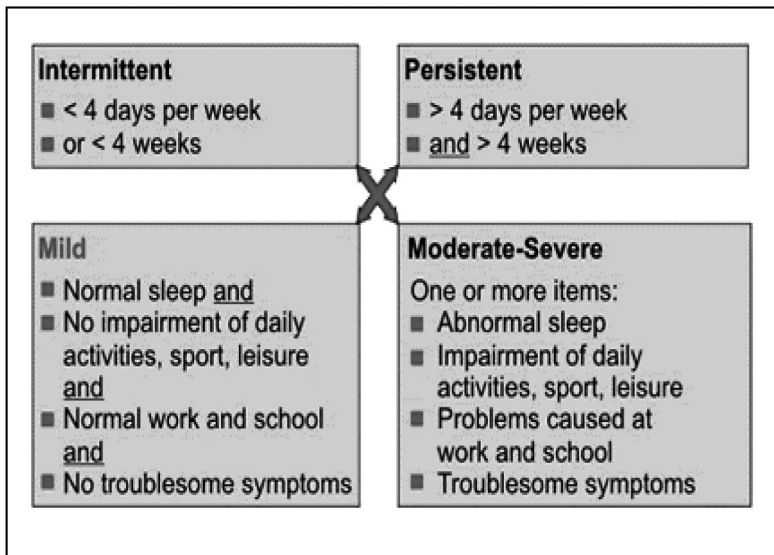 Intermittent
■ < 4 days per week
■ or < 4 weeks
Persistent
■ > 4 days per week
■ and > 4 weeks
Mild
■ Normal sleep and
■ No impairment of daily
activities, sport, leisure
and
■ Normal work and school
and
■ No troublesome symptoms
Moderate-Severe
One or more items:
■ Abnormal sleep
■ Impairment of daily
activities, sport, leisure
■ Problems caused at
work and school
■ Troublesome symptoms